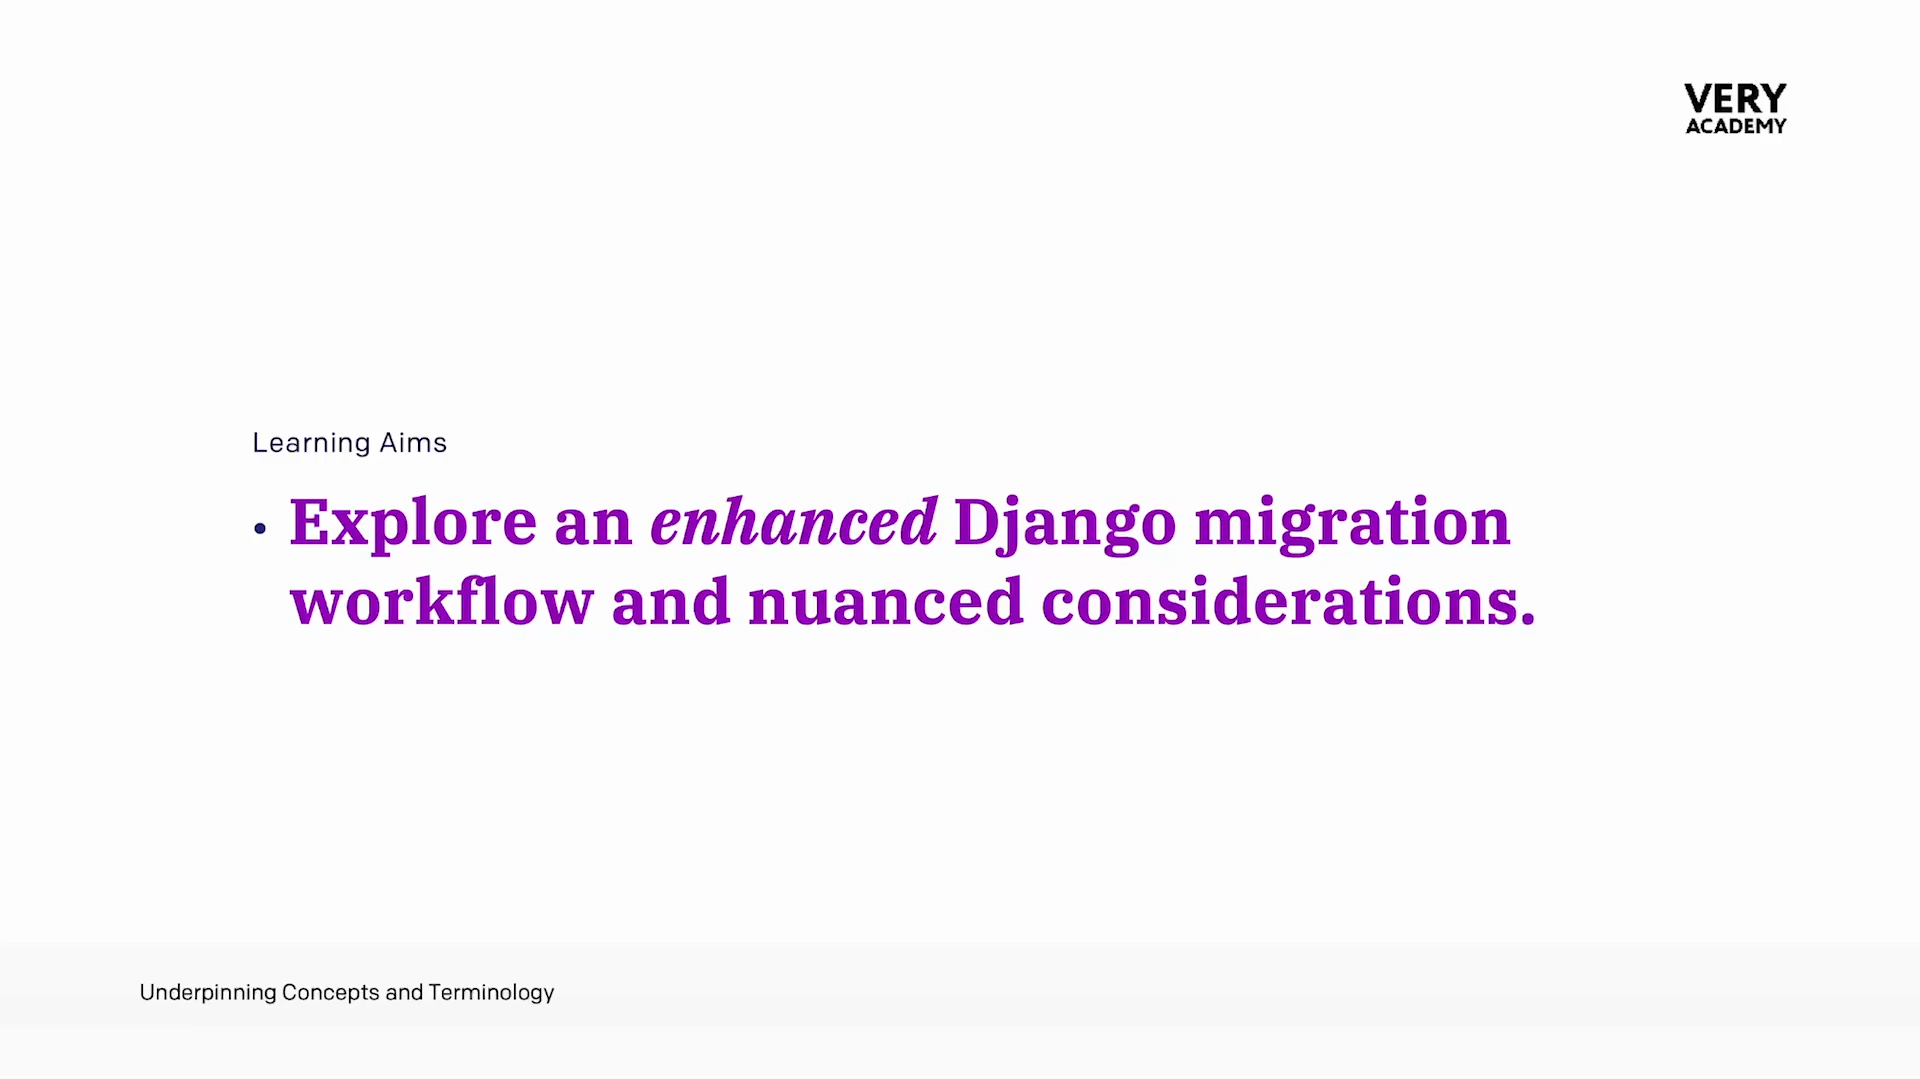 VERY
ACADEMY
Learning Aims
• Explore an enhanced Django migration
workflow and nuanced considerations.
Underpinning Concepts and Terminology